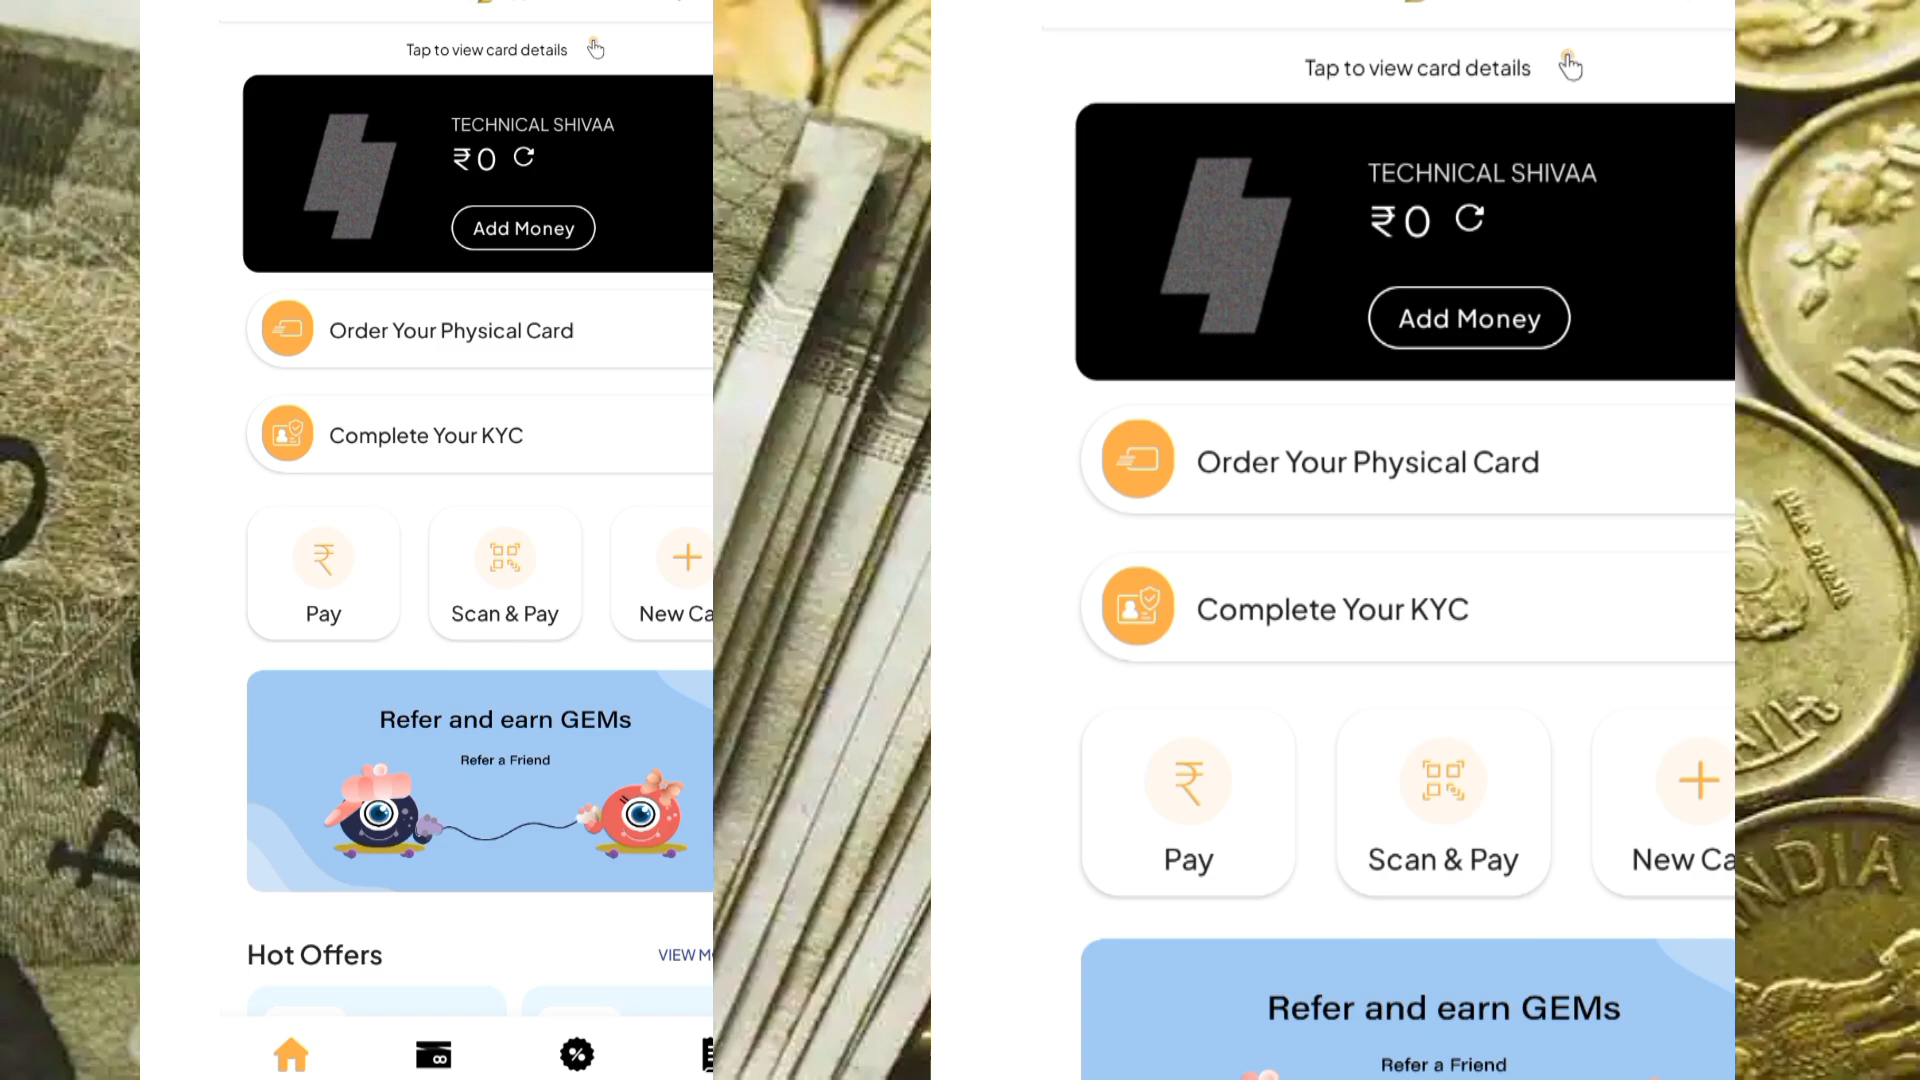 Tap to view card details
TECHNICAL SHIVAA
₹0
Add Money
Order Your Physical Card
Complete Your KYC
Pay
Scan & Pay
New Ca
Refer and earn GEMs
Refer a Friend
Hot Offers
VIEW M
Tap to view card details
TECHNICAL SHIVAA
₹0
Add Money
Order Your Physical Card
Complete Your KYC
Pay
Scan & Pay
New Ca
Refer and earn GEMs
Refer a Friend
INDIA